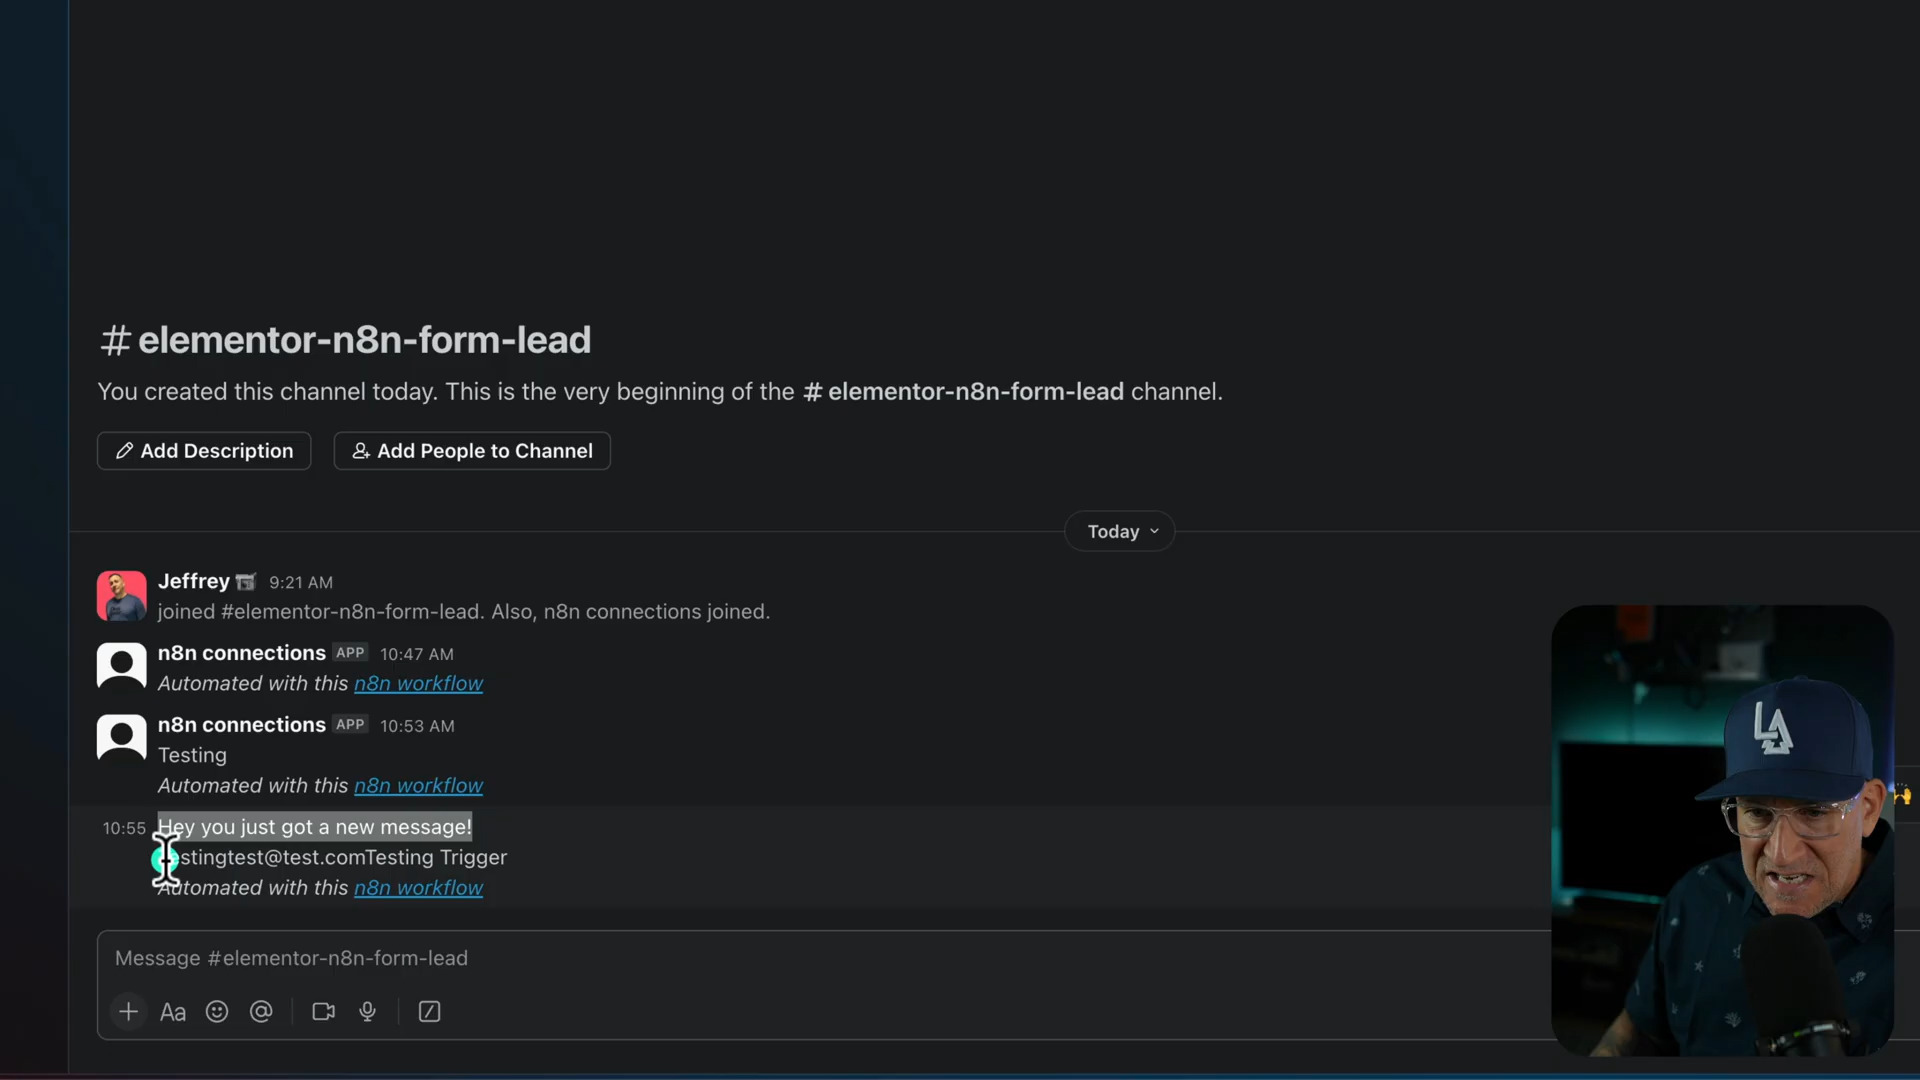 # elementor-n8n-form-lead
You created this channel today. This is the very beginning of the # elementor-n8n-form-lead channel.
Add Description
Add People to Channel
Today
Jeffrey 9:21 AM
joined #elementor-n8n-form-lead. Also, n8n connections joined.
n8n connections APP 10:47 AM
Automated with this n8n workflow
n8n connections APP 10:53 AM
Testing
Automated with this n8n workflow
10:55 Hey you just got a new message!
Testingtest@test.comTesting Trigger
Automated with this n8n workflow
Message #elementor-n8n-form-lead
Aa
LA